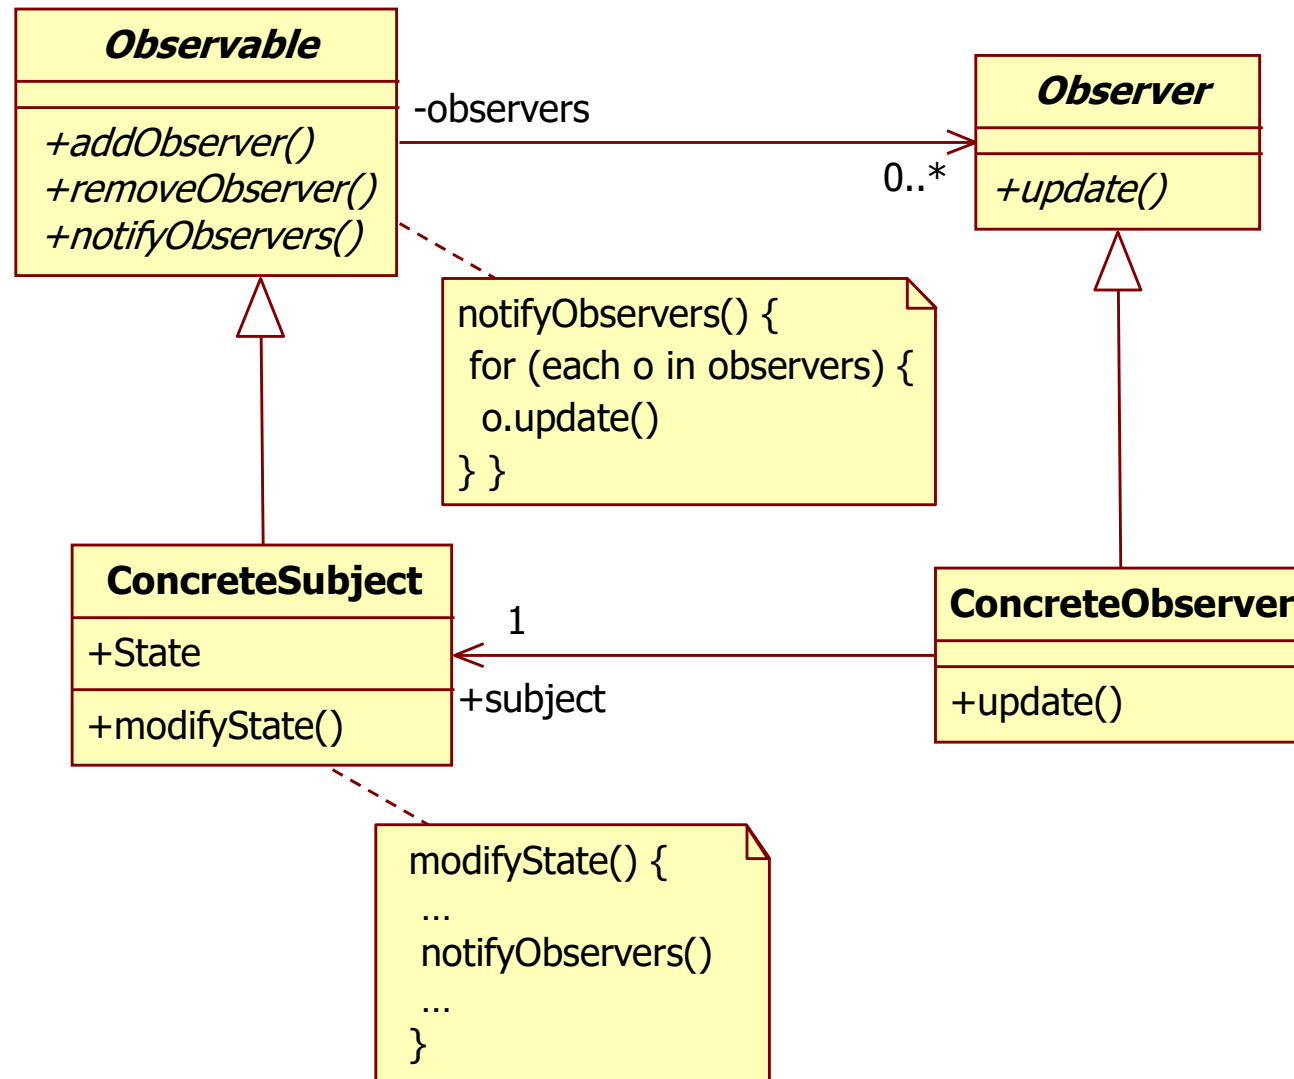 Observable
+addObserver()
+removeObserver()
+notifyObservers()
-observers
0..*
Observer
+update()
notifyObservers() {
for (each o in observers) {
o.update()
} }
ConcreteSubject
+State
+modifyState()
1
+subject
ConcreteObserver
+update()
modifyState() {
...
notifyObservers()
...
}